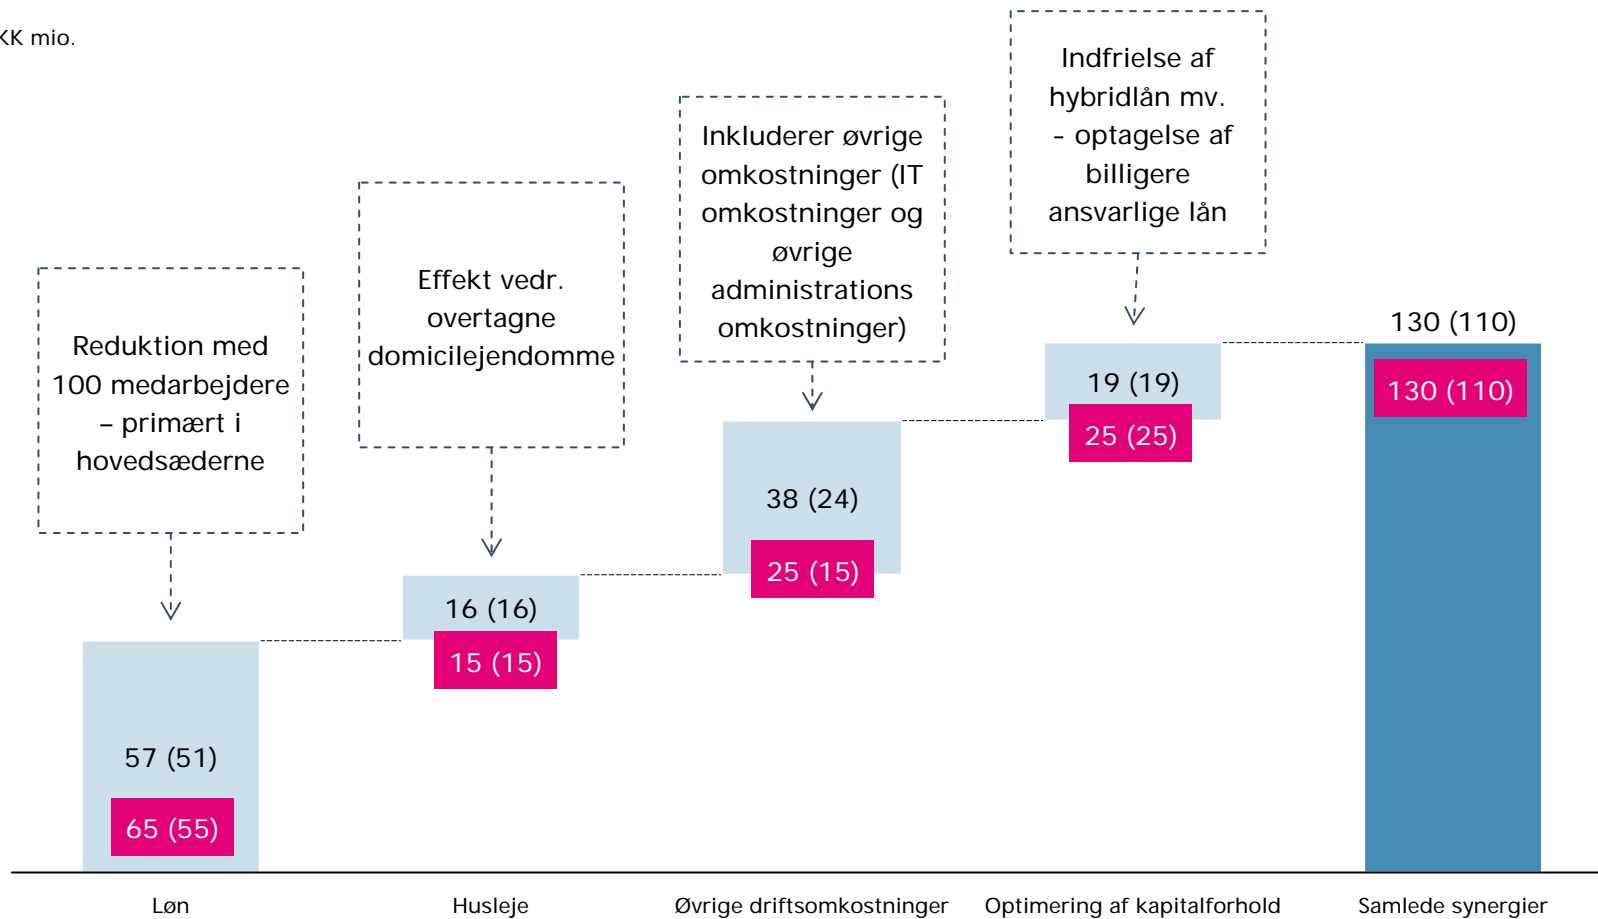 KK mio.
Reduktion med
100 medarbejdere
– primært i
hovedsæderne
Effekt vedr.
overtagne
domicilejendomme
Inkluderer øvrige
omkostninger (IT
omkostninger og
øvrige
administrations
omkostninger)
Indfrielse af
hybridlån mv.
– optagelse af
billigere
ansvarlige lån
57 (51)
65 (55)
16 (16)
15 (15)
38 (24)
25 (15)
19 (19)
25 (25)
130 (110)
130 (110)
Løn
Husleje
Øvrige driftsomkostninger
Optimering af kapitalforhold
Samlede synergier